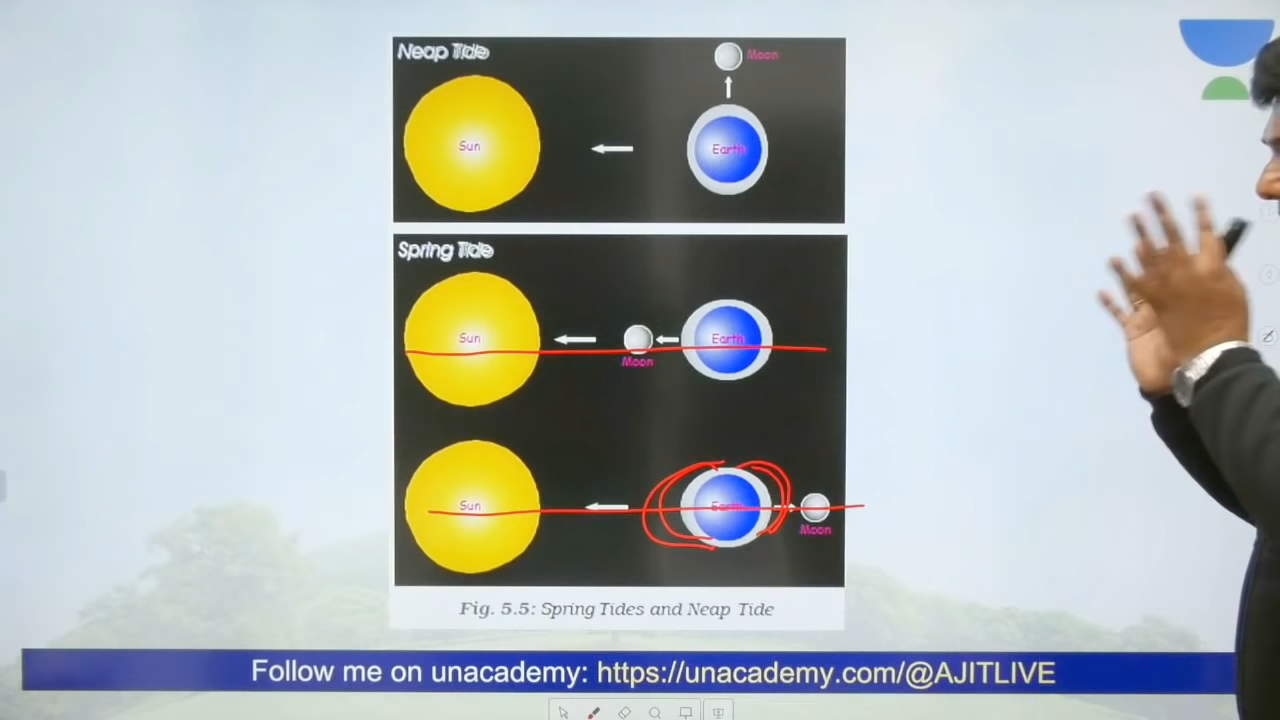 Neap Tide
Moon
Sun
Earth
Spring Tide
Sun
Moon
Earth
Sun
Earth
Moon
Fig. 5.5: Spring Tides and Neap Tide
Follow me on unacademy: https://unacademy.com/@AJITLIVE